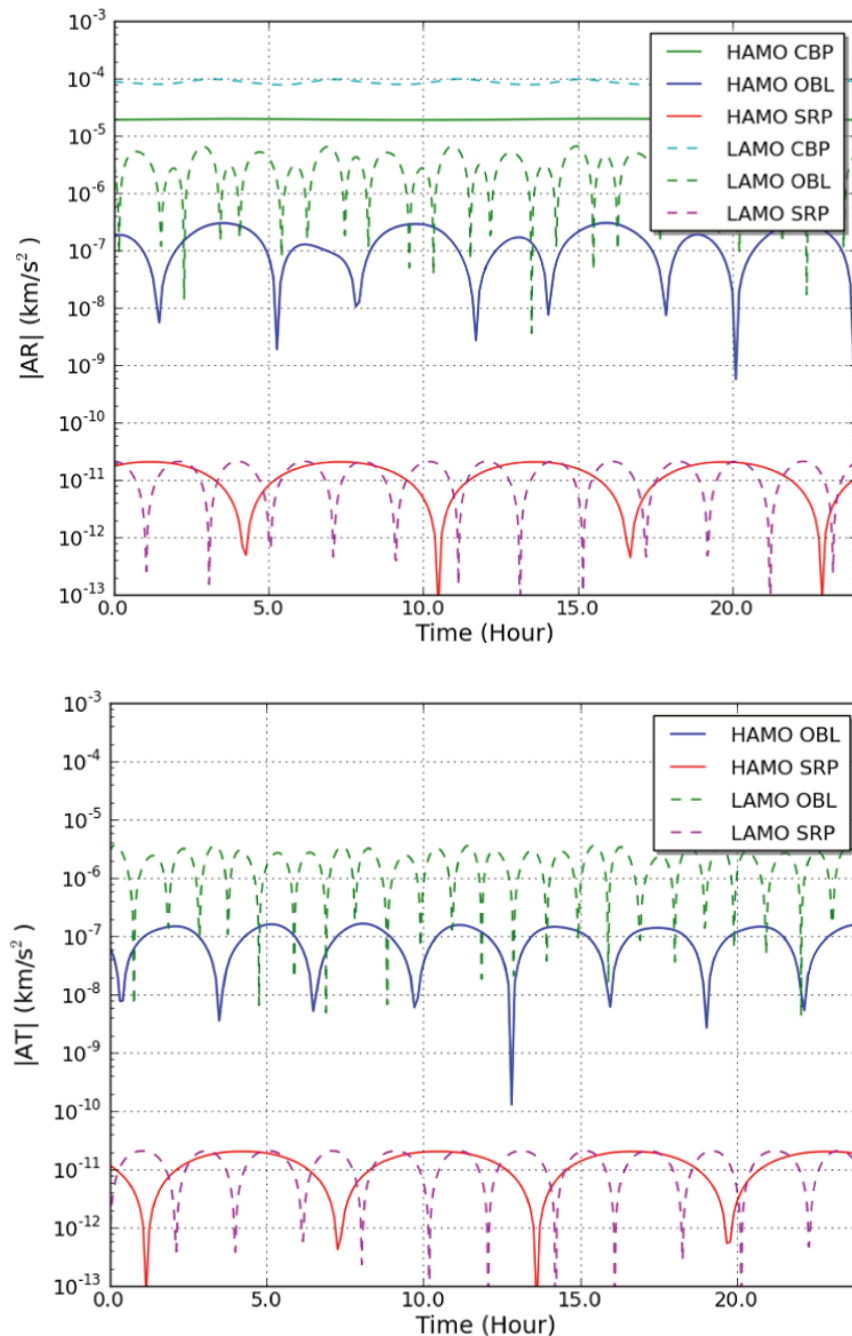 10-3
10-4
10-5
10-6
10-7
10-8
10-9
10-10
10-11
10-12
10-13
|AR| (km/s2)
HAMO CBP
HAMO OBL
HAMO SRP
LAMO CBP
LAMO OBL
LAMO SRP
0.0 5.0 10.0 15.0 20.0
Time (Hour)
10-3
10-4
10-5
10-6
10-7
10-8
10-9
10-10
10-11
10-12
10-13
|AT| (km/s2)
HAMO OBL
HAMO SRP
LAMO OBL
LAMO SRP
0.0 5.0 10.0 15.0 20.0
Time (Hour)